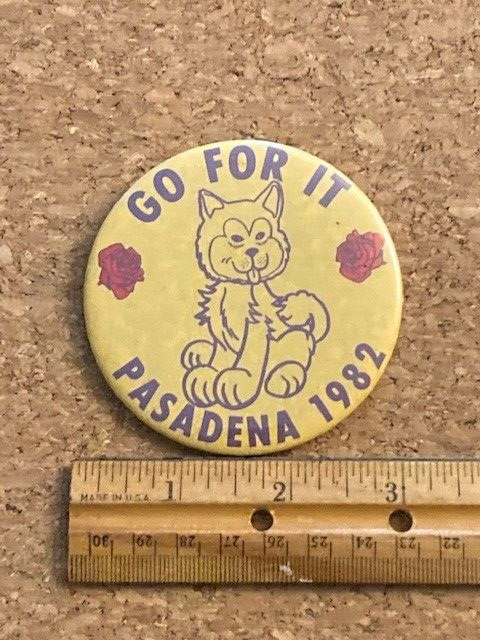 GO FOR IT
PASADENA 1982
MADE IN U.S.A.
1 2 3
30 29 28 27 26 25 24 23 22